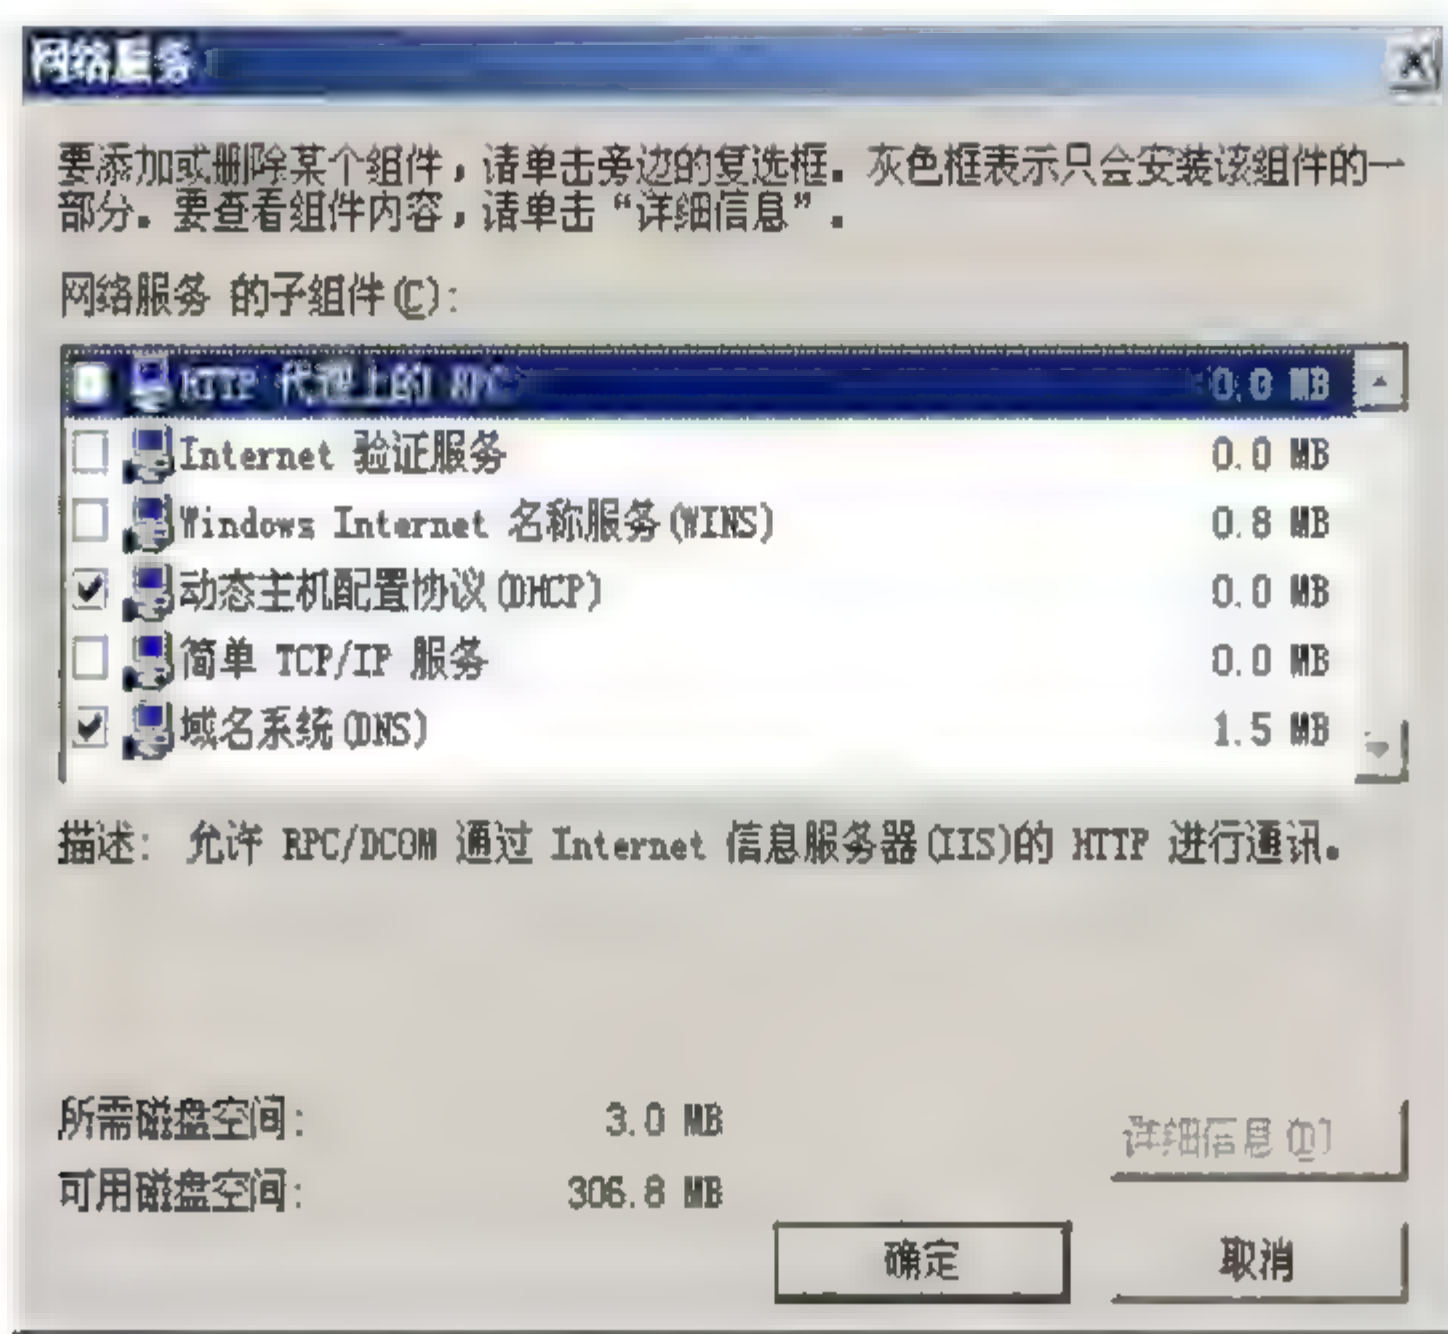 网络服务
要添加或删除某个组件，请单击旁边的复选框。灰色框表示只会安装该组件的一
部分。要查看组件内容，请单击“详细信息”。
网络服务 的子组件(C):
HTTP 代理上的 RPC 0.0 MB
Internet 验证服务 0.0 MB
Windows Internet 名称服务(WINS) 0.8 MB
动态主机配置协议(DHCP) 0.0 MB
简单 TCP/IP 服务 0.0 MB
域名系统(DNS) 1.5 MB
描述: 允许 RPC/DCOM 通过 Internet 信息服务器(IIS)的 HTTP 进行通讯。
所需磁盘空间: 3.0 MB
详细信息(D)
可用磁盘空间: 306.8 MB
确定 取消